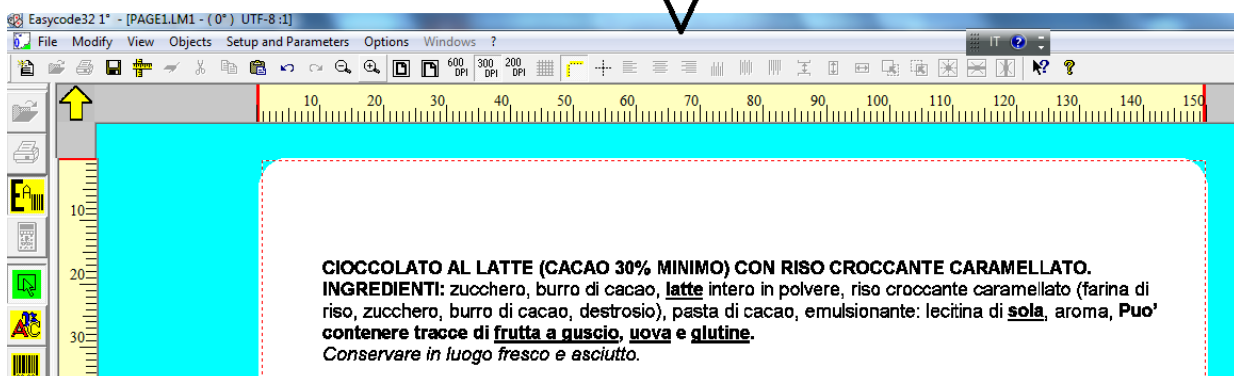 Easycode32 1° - [PAGE1.LM1 - ( 0° ) UTF-8 :1]
File Modify View Objects Setup and Parameters Options Windows ?
IT
600 DPI 300 DPI 200 DPI
10 20 30 40 50 60 70 80 90 100 110 120 130 140 150
10
20
30
CIOCCOLATO AL LATTE (CACAO 30% MINIMO) CON RISO CROCCANTE CARAMELLATO.
INGREDIENTI: zucchero, burro di cacao, latte intero in polvere, riso croccante caramellato (farina di
riso, zucchero, burro di cacao, destrosio), pasta di cacao, emulsionante: lecitina di sola, aroma, Puo'
contenere tracce di frutta a guscio, uova e glutine.
Conservare in luogo fresco e asciutto.